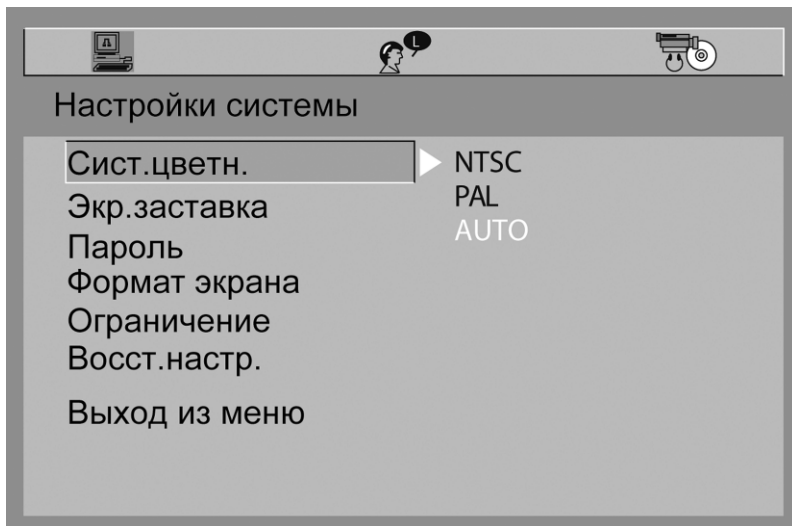 L
Настройки системы
Сист.цветн.
NTSC
Экр.заставка
PAL
AUTO
Пароль
Формат экрана
Ограничение
Восст.настр.
Выход из меню